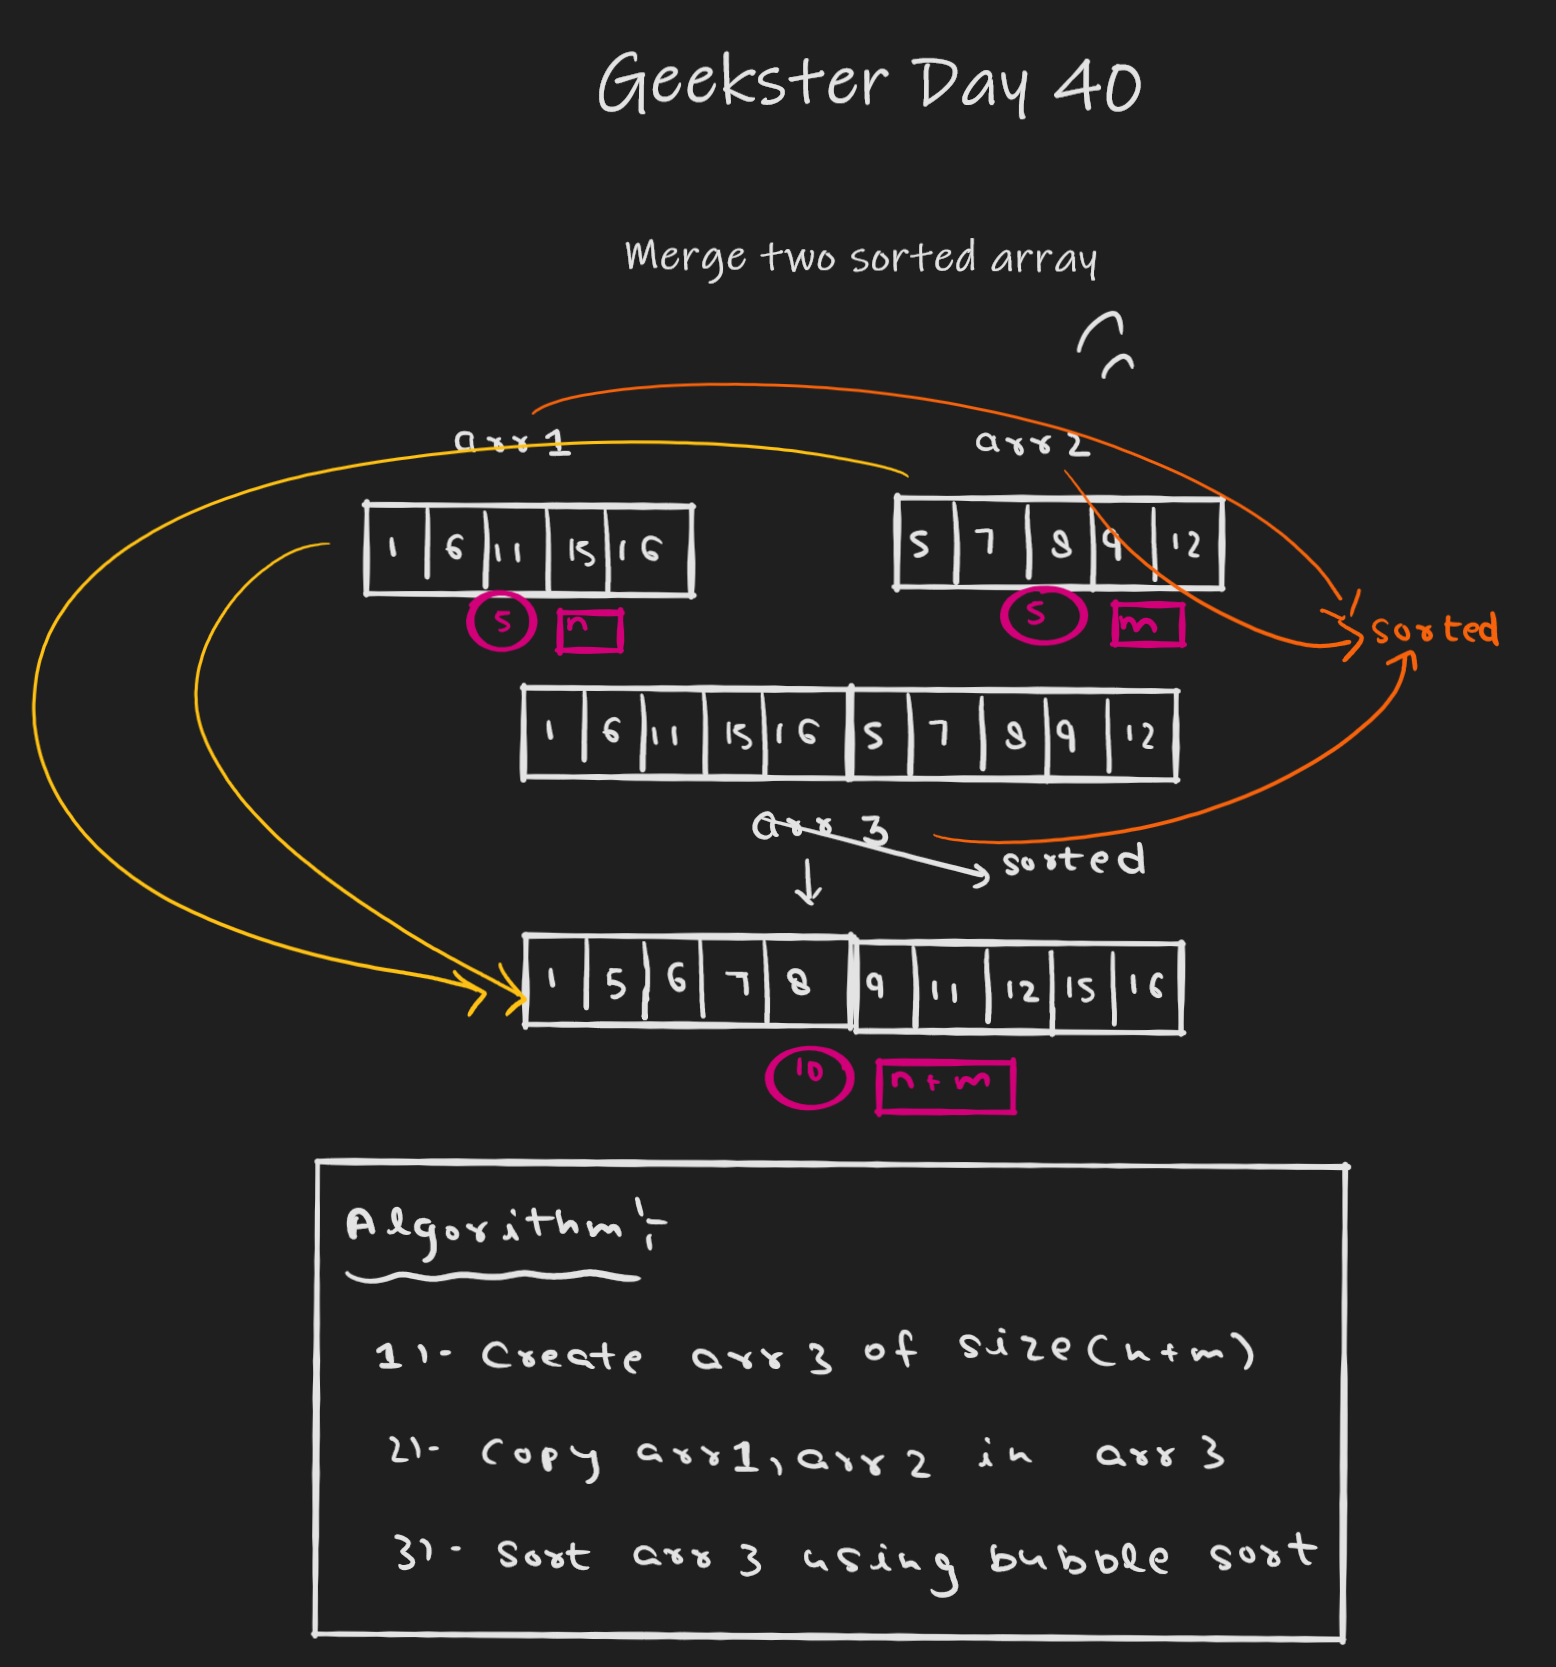 Geekster Day 40
Merge two sorted array
arr 1 arr 2
1 6 11 15 16 5 7 8 9 12
5 n 5 m
sorted
1 6 11 15 16 5 7 8 9 12
arr 3
sorted
1 5 6 7 8 9 11 12 15 16
10 n+m
Algorithm :-
1)- Create arr 3 of size(n+m)
2)- Copy arr1, arr2 in arr 3
3)- sort arr 3 using bubble sort